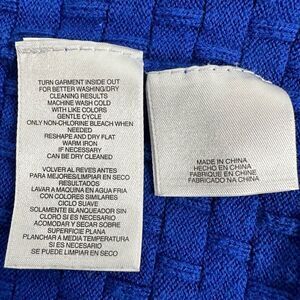 TURN GARMENT INSIDE OUT
FOR BETTER WASHING/DRY
CLEANING RESULTS
MACHINE WASH COLD
WITH LIKE COLORS
GENTLE CYCLE
ONLY NON-CHLORINE BLEACH WHEN
NEEDED
RESHAPE AND DRY FLAT
WARM IRON
IF NECESSARY
CAN BE DRY CLEANED
VOLVER AL REVES ANTES
PARA MEJORES/LIMPIAR EN SECO
RESULTADOS
LAVAR A MAQUINA EN AGUA FRIA
CON COLORES SIMILARES
CICLO SUAVE
SOLAMENTE BLANQUEADOR SIN
CLORO SI ES NECESARIO
ACOMODAR Y SECAR SOBRE
SUPERFICIE PLANA
PLANCHAR A MEDIA TEMPERATURA
SI ES NECESARIO
SE PUEDE LIMPIAR EN SECO
MADE IN CHINA
HECHO EN CHINA
FABRIQUE EN CHINE
FABRICADO NA CHINA